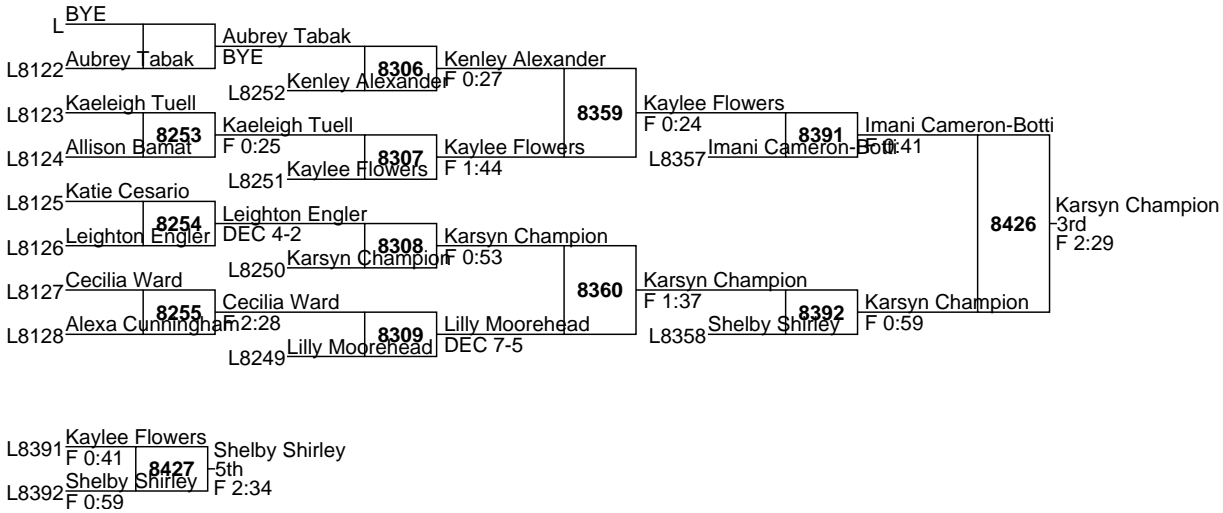 L BYE
L8122 Aubrey Tabak
Aubrey Tabak
BYE
L8252 Kenley Alexander
8306
Kenley Alexander
F 0:27
L8123 Kaeleigh Tuell
8253
L8124 Allison Bamat
Kaeleigh Tuell
F 0:25
8307
L8251 Kaylee Flowers
Kaylee Flowers
F 1:44
8359
Kaylee Flowers
F 0:24
8391
L8357 Imani Cameron-Botti
Imani Cameron-Botti
F 0:41
L8125 Katie Cesario
8254
L8126 Leighton Engler
Leighton Engler
DEC 4-2
8308
L8250 Karsyn Champion
Karsyn Champion
F 0:53
L8127 Cecilia Ward
8255
L8128 Alexa Cunningham
Cecilia Ward
F 2:28
8309
L8249 Lilly Moorehead
Lilly Moorehead
DEC 7-5
8360
Karsyn Champion
F 1:37
8392
L8358 Shelby Shirley
Karsyn Champion
F 0:59
8426
Karsyn Champion
3rd
F 2:29
L8391 Kaylee Flowers
F 0:41
8427
L8392 Shelby Shirley
F 0:59
Shelby Shirley
5th
F 2:34